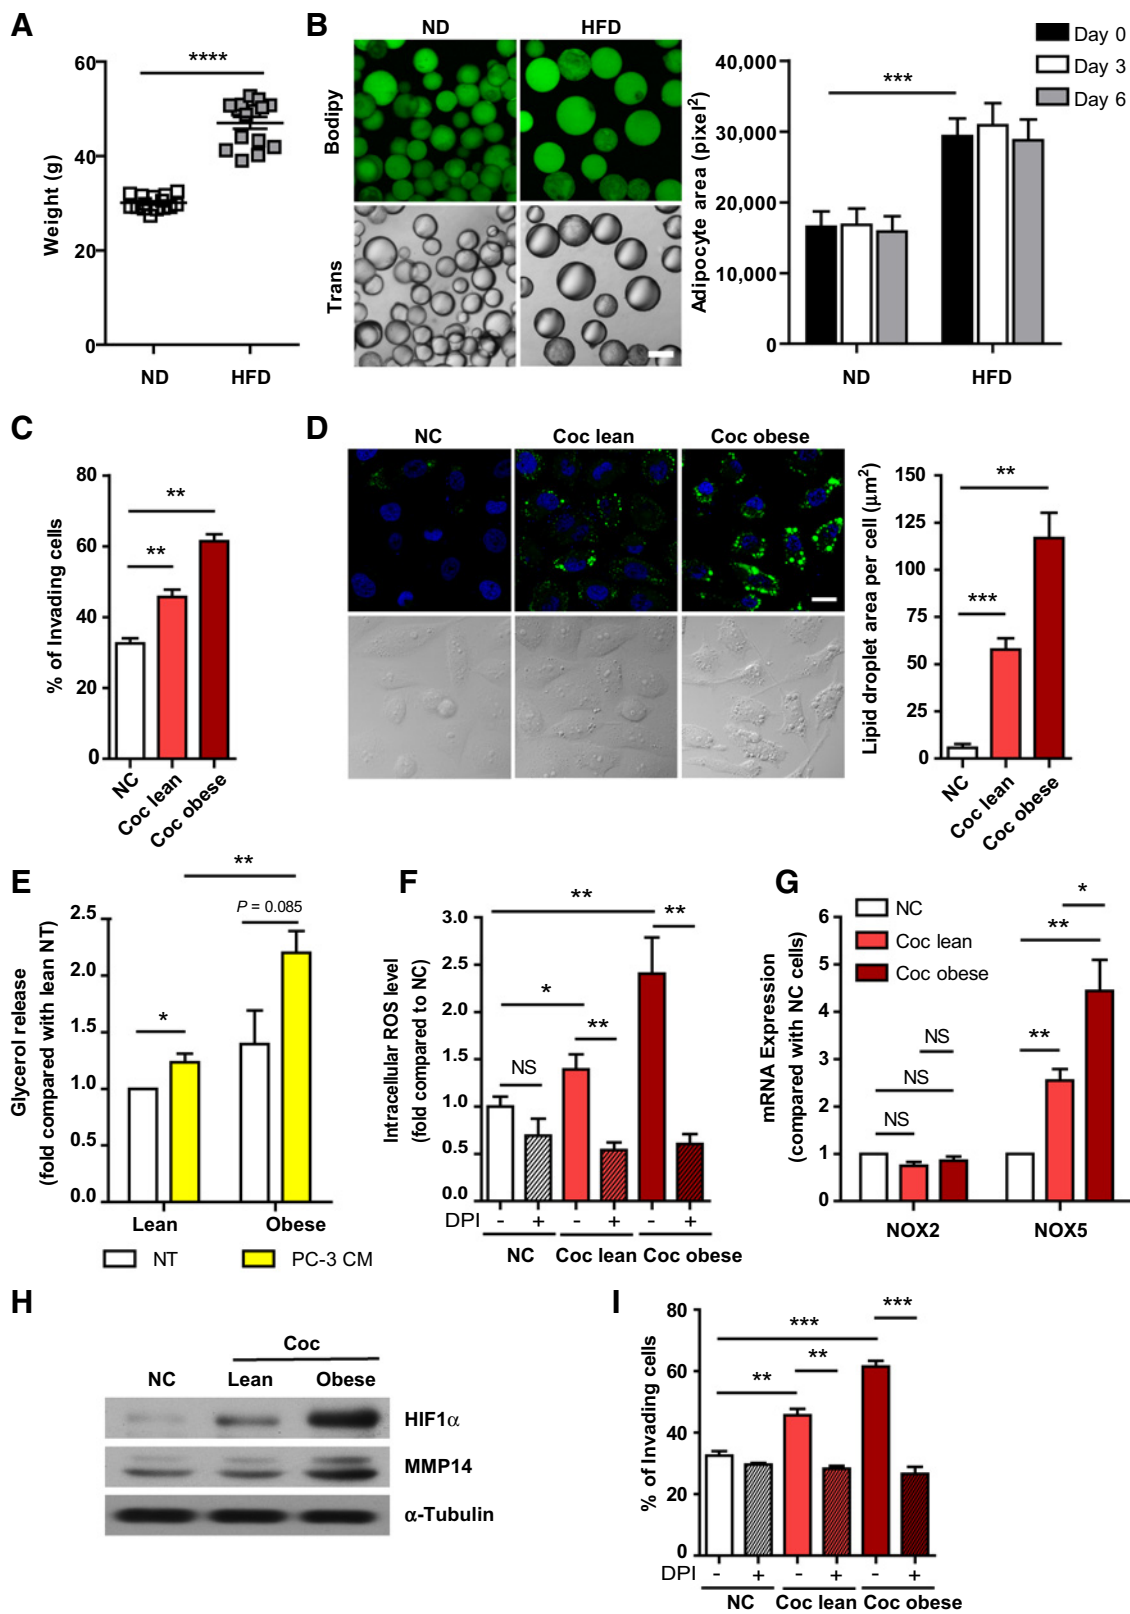 A
Weight (g)
60
40
20
0
****
ND
HFD
B
ND
HFD
Bodipy
Trans
Adipocyte area (pixel²)
40,000
30,000
20,000
10,000
0
***
ND
HFD
Day 0
Day 3
Day 6
C
% of Invading cells
80
60
40
20
0
**
**
NC
Coc lean
Coc obese
D
NC
Coc lean
Coc obese
Lipid droplet area per cell (μm²)
150
125
100
75
50
25
0
**
***
NC
Coc lean
Coc obese
E
Glycerol release
(fold compared with lean NT)
2.5
2.0
1.5
1.0
0.5
0.0
**
P = 0.085
*
Lean
Obese
NT
PC-3 CM
F
Intracellular ROS level
(fold compared to NC)
3.0
2.5
2.0
1.5
1.0
0.5
0.0
**
**
*
**
NS
DPI - + - + - +
NC Coc lean Coc obese
G
mRNA Expression
(compared with NC cells)
6
5
4
3
2
1
0
NC
Coc lean
Coc obese
*
**
**
NS
NS
NS
NOX2
NOX5
H
Coc
NC Lean Obese
HIF1α
MMP14
α-Tubulin
I
% of Invading cells
80
60
40
20
0
***
***
**
**
DPI - + - + - +
NC Coc lean Coc obese